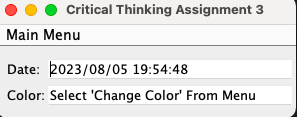 Critical Thinking Assignment 3
Main Menu
Date: 2023/08/05 19:54:48
Color: Select 'Change Color' From Menu